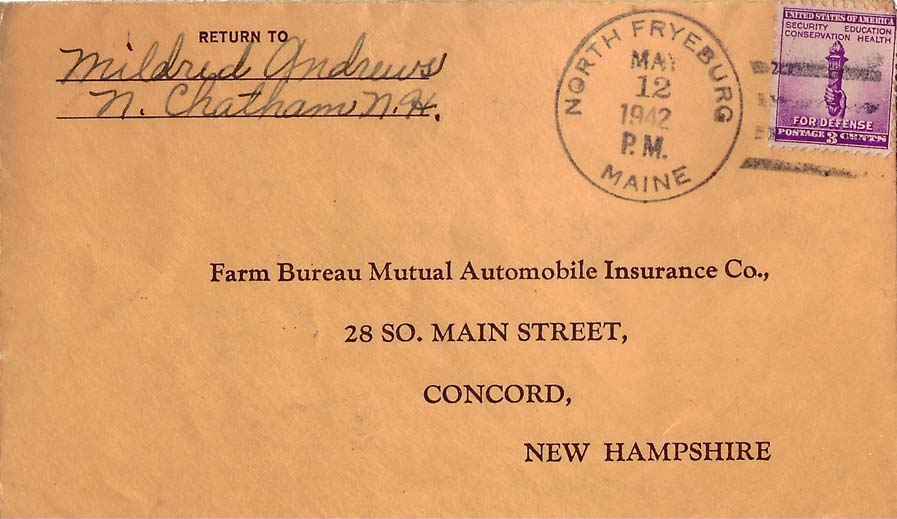 RETURN TO
Mildred Andrews
N. Chatham N.H.
NORTH FRYEBURG
MAY
12
1942
P.M.
MAINE
UNITED STATES OF AMERICA
SECURITY EDUCATION
CONSERVATION HEALTH
FOR DEFENSE
POSTAGE 3 CENTS
Farm Bureau Mutual Automobile Insurance Co.,
28 SO. MAIN STREET,
CONCORD,
NEW HAMPSHIRE